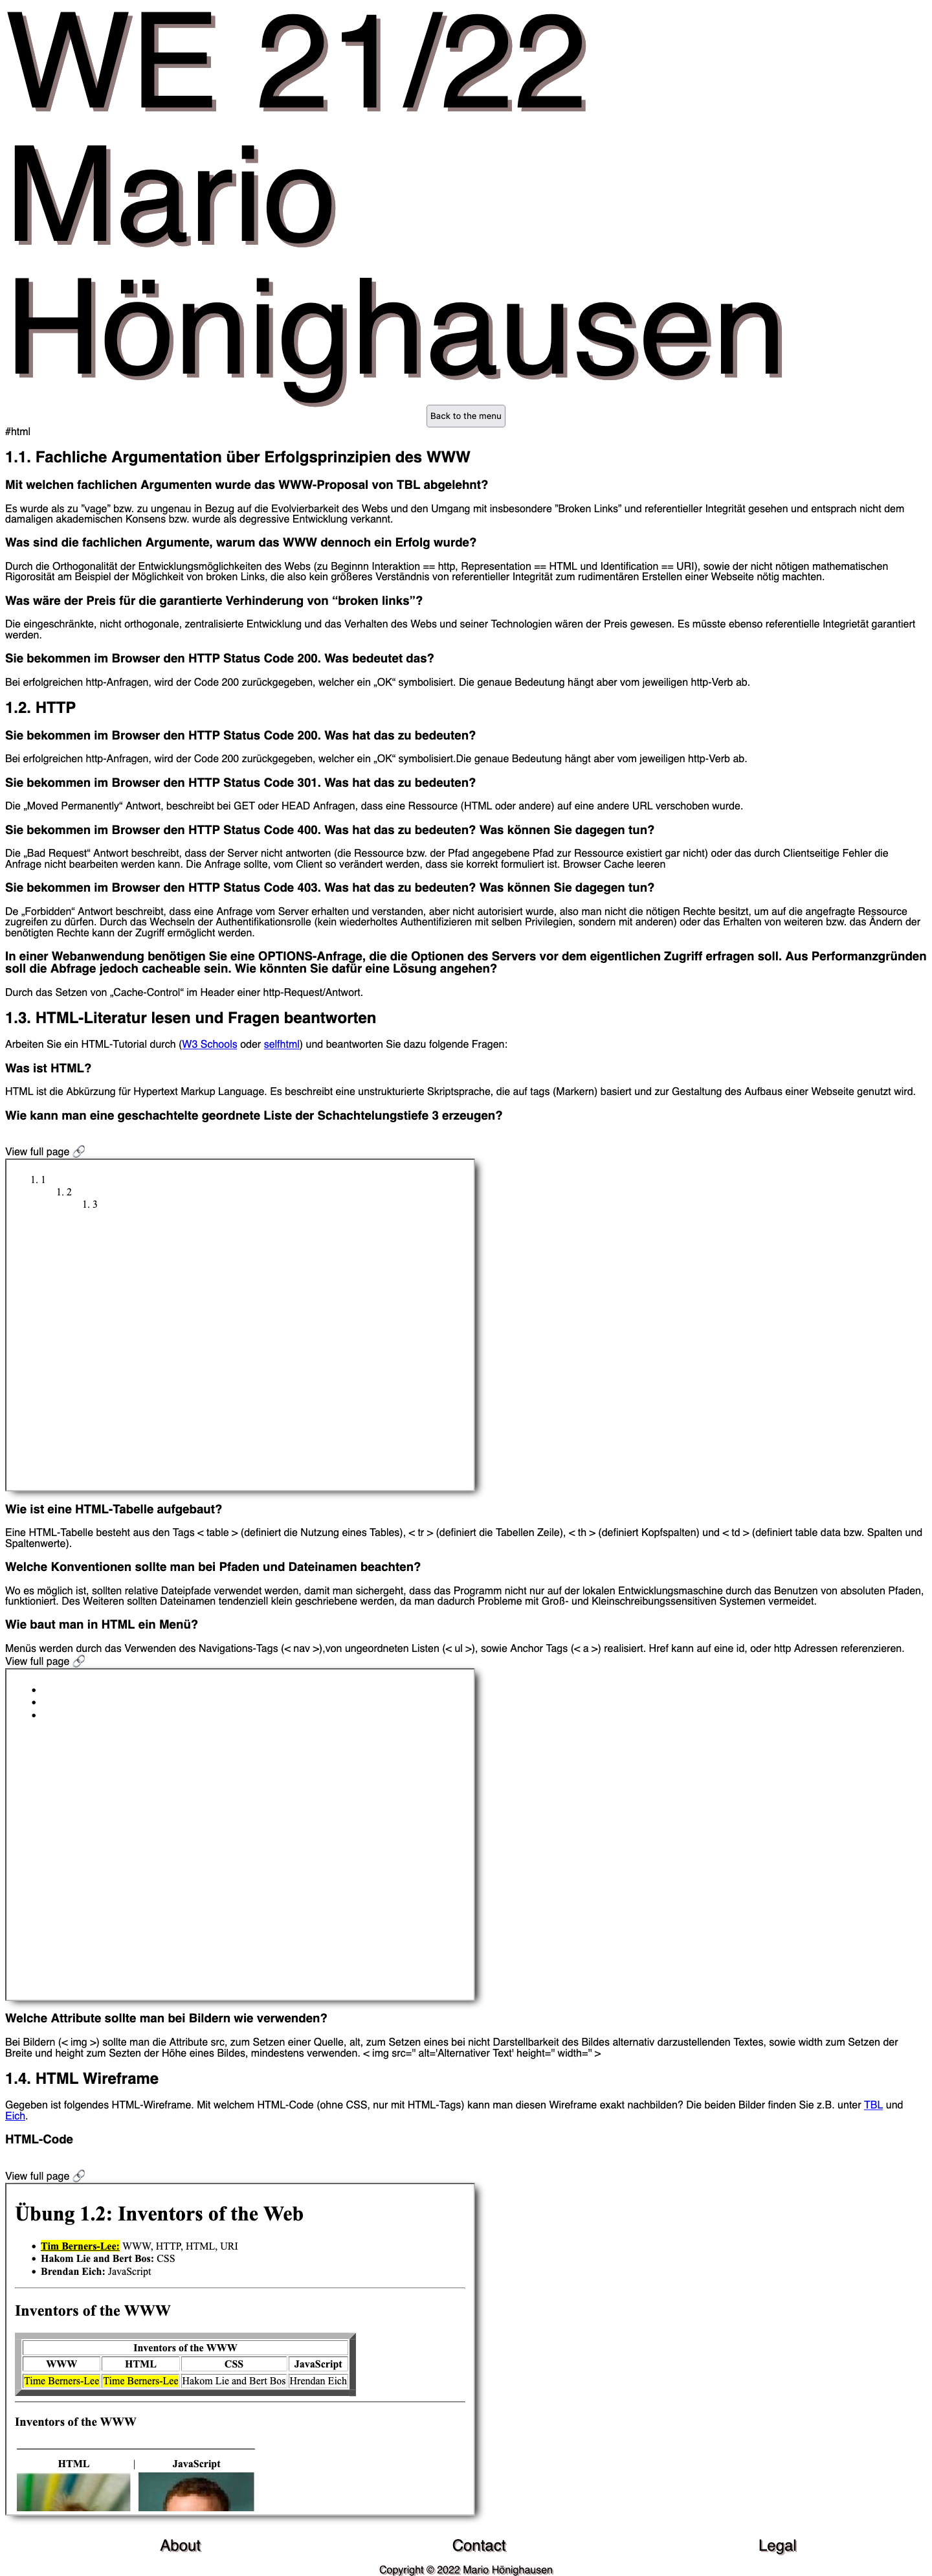 WE 21/22
Mario
Hönighausen
Back to the menu
#html
1.1. Fachliche Argumentation über Erfolgsprinzipien des WWW
Mit welchen fachlichen Argumenten wurde das WWW-Proposal von TBL abgelehnt?
Es wurde als zu "vage" bzw. zu ungenau in Bezug auf die Evolvierbarkeit des Webs und den Umgang mit insbesondere "Broken Links" und referentieller Integrität gesehen und entsprach nicht dem
damaligen akademischen Konsens bzw. wurde als degressive Entwicklung verkannt.
Was sind die fachlichen Argumente, warum das WWW dennoch ein Erfolg wurde?
Durch die Orthogonalität der Entwicklungsmöglichkeiten des Webs (zu Beginnn Interaktion == http, Representation == HTML und Identification == URI), sowie der nicht nötigen mathematischen
Rigorosität am Beispiel der Möglichkeit von broken Links, die also kein größeres Verständnis von referentieller Integrität zum rudimentären Erstellen einer Webseite nötig machten.
Was wäre der Preis für die garantierte Verhinderung von “broken links”?
Die eingeschränkte, nicht orthogonale, zentralisierte Entwicklung und das Verhalten des Webs und seiner Technologien wären der Preis gewesen. Es müsste ebenso referentielle Integrietät garantiert
werden.
Sie bekommen im Browser den HTTP Status Code 200. Was bedeutet das?
Bei erfolgreichen http-Anfragen, wird der Code 200 zurückgegeben, welcher ein „OK“ symbolisiert. Die genaue Bedeutung hängt aber vom jeweiligen http-Verb ab.
1.2. HTTP
Sie bekommen im Browser den HTTP Status Code 200. Was hat das zu bedeuten?
Bei erfolgreichen http-Anfragen, wird der Code 200 zurückgegeben, welcher ein „OK“ symbolisiert.Die genaue Bedeutung hängt aber vom jeweiligen http-Verb ab.
Sie bekommen im Browser den HTTP Status Code 301. Was hat das zu bedeuten?
Die „Moved Permanently“ Antwort, beschreibt bei GET oder HEAD Anfragen, dass eine Ressource (HTML oder andere) auf eine andere URL verschoben wurde.
Sie bekommen im Browser den HTTP Status Code 400. Was hat das zu bedeuten? Was können Sie dagegen tun?
Die „Bad Request“ Antwort beschreibt, dass der Server nicht antworten (die Ressource bzw. der Pfad angegebene Pfad zur Ressource existiert gar nicht) oder das durch Clientseitige Fehler die
Anfrage nicht bearbeiten werden kann. Die Anfrage sollte, vom Client so verändert werden, dass sie korrekt formuliert ist. Browser Cache leeren
Sie bekommen im Browser den HTTP Status Code 403. Was hat das zu bedeuten? Was können Sie dagegen tun?
De „Forbidden“ Antwort beschreibt, dass eine Anfrage vom Server erhalten und verstanden, aber nicht autorisiert wurde, also man nicht die nötigen Rechte besitzt, um auf die angefragte Ressource
zugreifen zu dürfen. Durch das Wechseln der Authentifikationsrolle (kein wiederholtes Authentifizieren mit selben Privilegien, sondern mit anderen) oder das Erhalten von weiteren bzw. das Ändern der
benötigten Rechte kann der Zugriff ermöglicht werden.
In einer Webanwendung benötigen Sie eine OPTIONS-Anfrage, die die Optionen des Servers vor dem eigentlichen Zugriff erfragen soll. Aus Performanzgründen
soll die Abfrage jedoch cacheable sein. Wie könnten Sie dafür eine Lösung angehen?
Durch das Setzen von „Cache-Control“ im Header einer http-Request/Antwort.
1.3. HTML-Literatur lesen und Fragen beantworten
Arbeiten Sie ein HTML-Tutorial durch (W3 Schools oder selfhtml) und beantworten Sie dazu folgende Fragen:
Was ist HTML?
HTML ist die Abkürzung für Hypertext Markup Language. Es beschreibt eine unstrukturierte Skriptsprache, die auf tags (Markern) basiert und zur Gestaltung des Aufbaus einer Webseite genutzt wird.
Wie kann man eine geschachtelte geordnete Liste der Schachtelungstiefe 3 erzeugen?
View full page 🔗
1. 1
1. 2
1. 3
Wie ist eine HTML-Tabelle aufgebaut?
Eine HTML-Tabelle besteht aus den Tags < table > (definiert die Nutzung eines Tables), < tr > (definiert die Tabellen Zeile), < th > (definiert Kopfspalten) und < td > (definiert table data bzw. Spalten und
Spaltenwerte).
Welche Konventionen sollte man bei Pfaden und Dateinamen beachten?
Wo es möglich ist, sollten relative Dateipfade verwendet werden, damit man sichergeht, dass das Programm nicht nur auf der lokalen Entwicklungsmaschine durch das Benutzen von absoluten Pfaden,
funktioniert. Des Weiteren sollten Dateinamen tendenziell klein geschriebene werden, da man dadurch Probleme mit Groß- und Kleinschreibungssensitiven Systemen vermeidet.
Wie baut man in HTML ein Menü?
Menüs werden durch das Verwenden des Navigations-Tags (< nav >),von ungeordneten Listen (< ul >), sowie Anchor Tags (< a >) realisiert. Href kann auf eine id, oder http Adressen referenzieren.
View full page 🔗
Welche Attribute sollte man bei Bildern wie verwenden?
Bei Bildern (< img >) sollte man die Attribute src, zum Setzen einer Quelle, alt, zum Setzen eines bei nicht Darstellbarkeit des Bildes alternativ darzustellenden Textes, sowie width zum Setzen der
Breite und height zum Sezten der Höhe eines Bildes, mindestens verwenden. < img src='' alt='Alternativer Text' height='' width='' >
1.4. HTML Wireframe
Gegeben ist folgendes HTML-Wireframe. Mit welchem HTML-Code (ohne CSS, nur mit HTML-Tags) kann man diesen Wireframe exakt nachbilden? Die beiden Bilder finden Sie z.B. unter TBL und
Eich.
HTML-Code
View full page 🔗
Übung 1.2: Inventors of the Web
Tim Berners-Lee: WWW, HTTP, HTML, URI
Hakom Lie and Bert Bos: CSS
Brendan Eich: JavaScript
Inventors of the WWW
Inventors of the WWW
WWW HTML CSS JavaScript
Time Berners-Lee Time Berners-Lee Hakom Lie and Bert Bos Hrendan Eich
Inventors of the WWW
HTML | JavaScript
About Contact Legal
Copyright © 2022 Mario Hönighausen